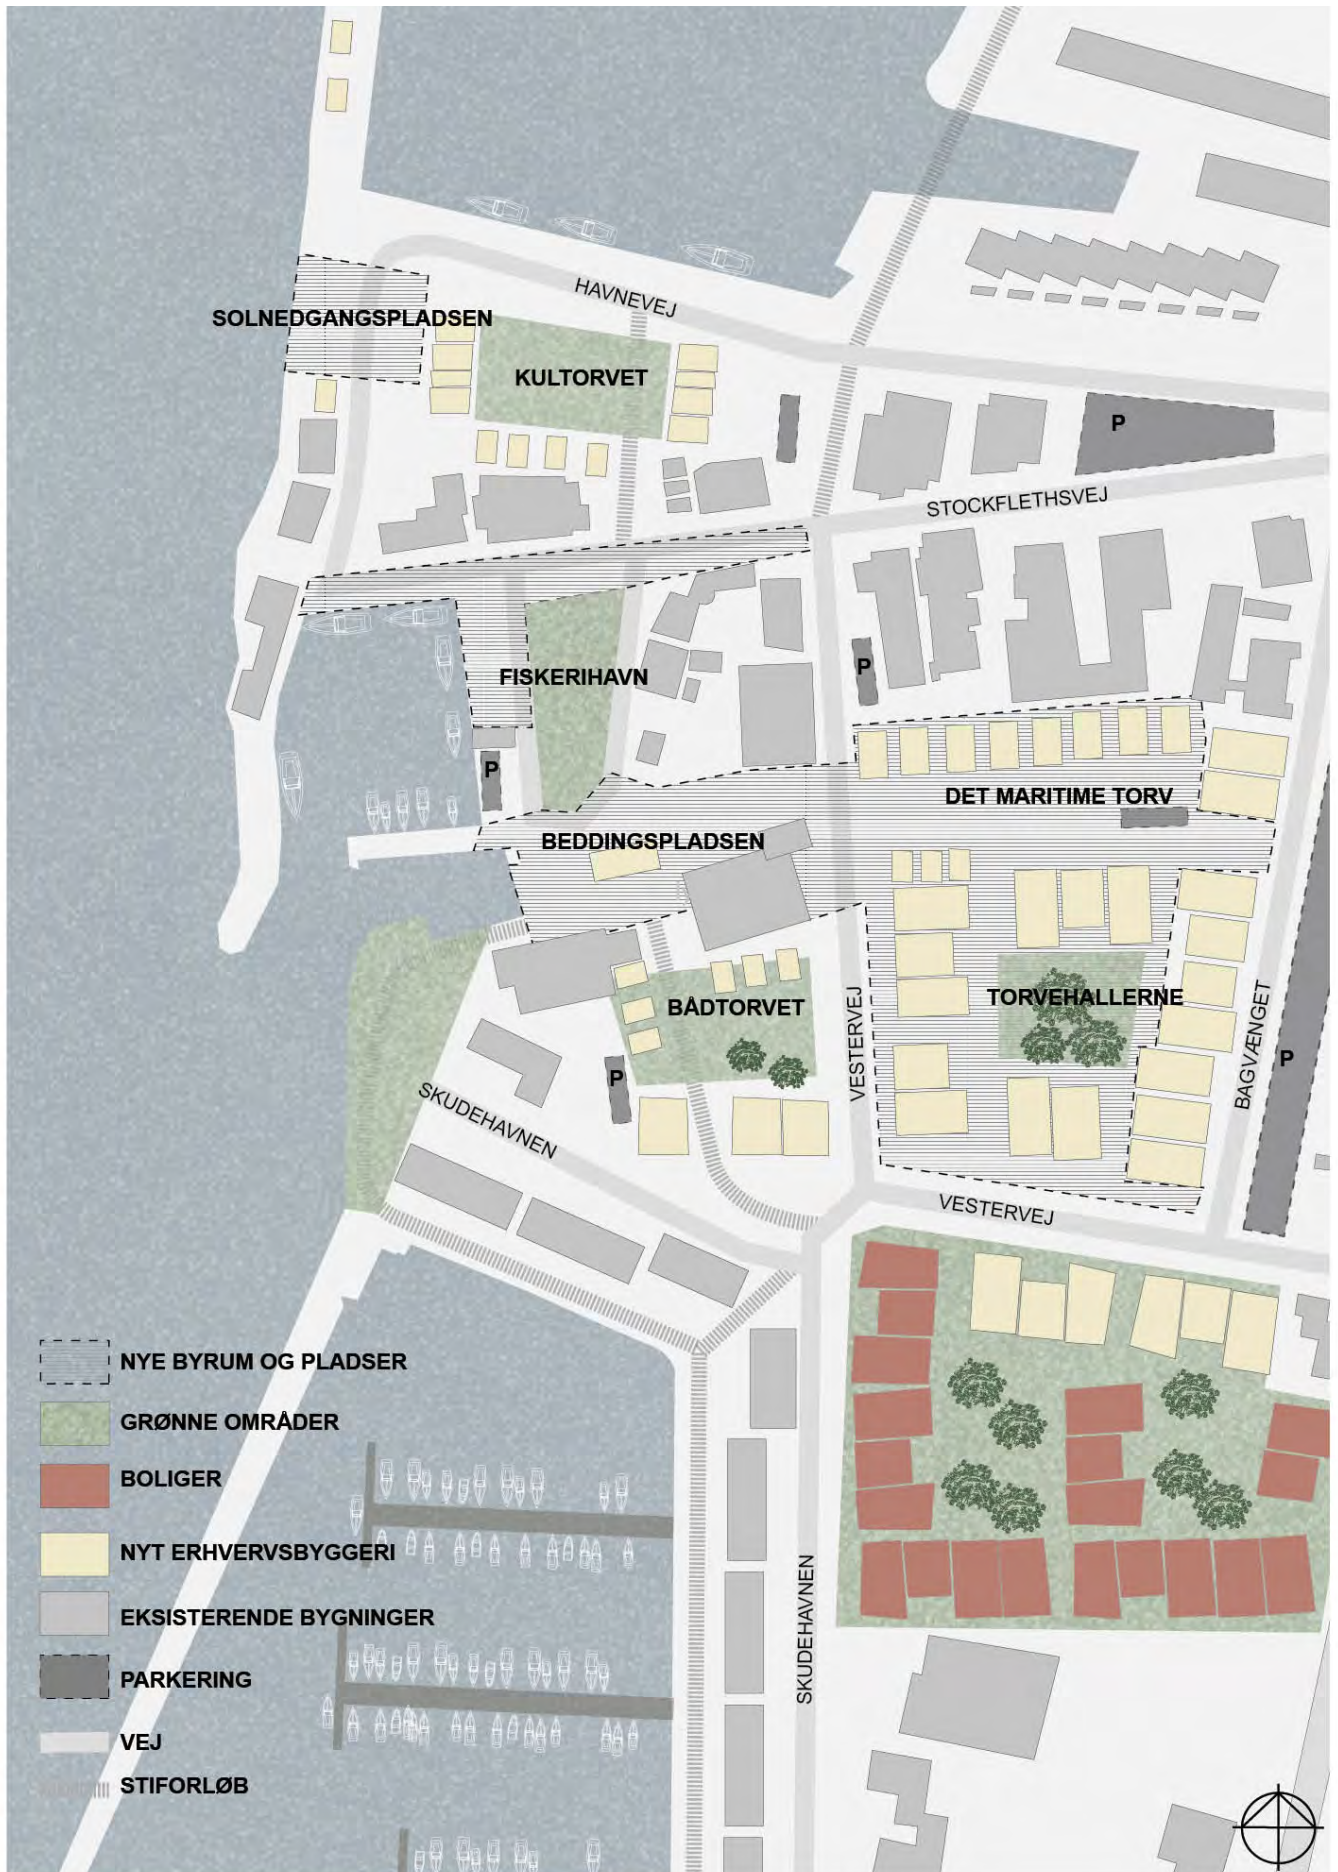 HAVNEVEJ
SOLNEDGANGSPLADSEN
KULTORVET
P
STOCKFLETHSVEJ
FISKERIHAVN
P
P
DET MARITIME TORV
BEDDINGSPLADSEN
TORVEHALLERNE
BÅDTORVET
VESTERVEJ
BAGVÆNGET
P
P
SKUDEHAVNEN
VESTERVEJ
NYE BYRUM OG PLADSER
GRØNNE OMRÅDER
BOLIGER
NYT ERHVERVSBYGGERI
EKSISTERENDE BYGNINGER
PARKERING
VEJ
STIFORLØB
SKUDEHAVNEN